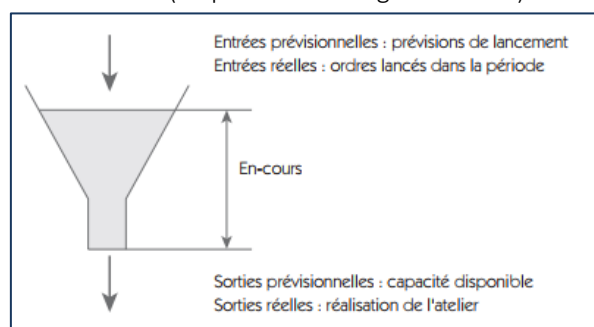 Entrées prévisionnelles : prévisions de lancement
Entrées réelles : ordres lancés dans la période
En-cours
Sorties prévisionnelles : capacité disponible
Sorties réelles : réalisation de l'atelier